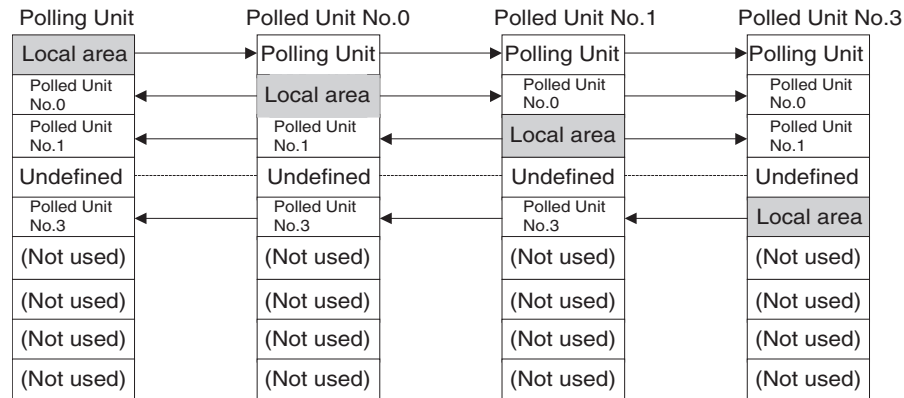 Polling Unit Polled Unit No.0 Polled Unit No.1 Polled Unit No.3
Local area Polling Unit Polling Unit Polling Unit
Polled Unit
No.0
Local area
Polled Unit
No.0
Polled Unit
No.0
Polled Unit
No.1
Polled Unit
No.1
Local area
Polled Unit
No.1
Undefined Undefined Undefined Undefined
Polled Unit
No.3
Polled Unit
No.3
Polled Unit
No.3
Local area
(Not used) (Not used) (Not used) (Not used)
(Not used) (Not used) (Not used) (Not used)
(Not used) (Not used) (Not used) (Not used)
(Not used) (Not used) (Not used) (Not used)